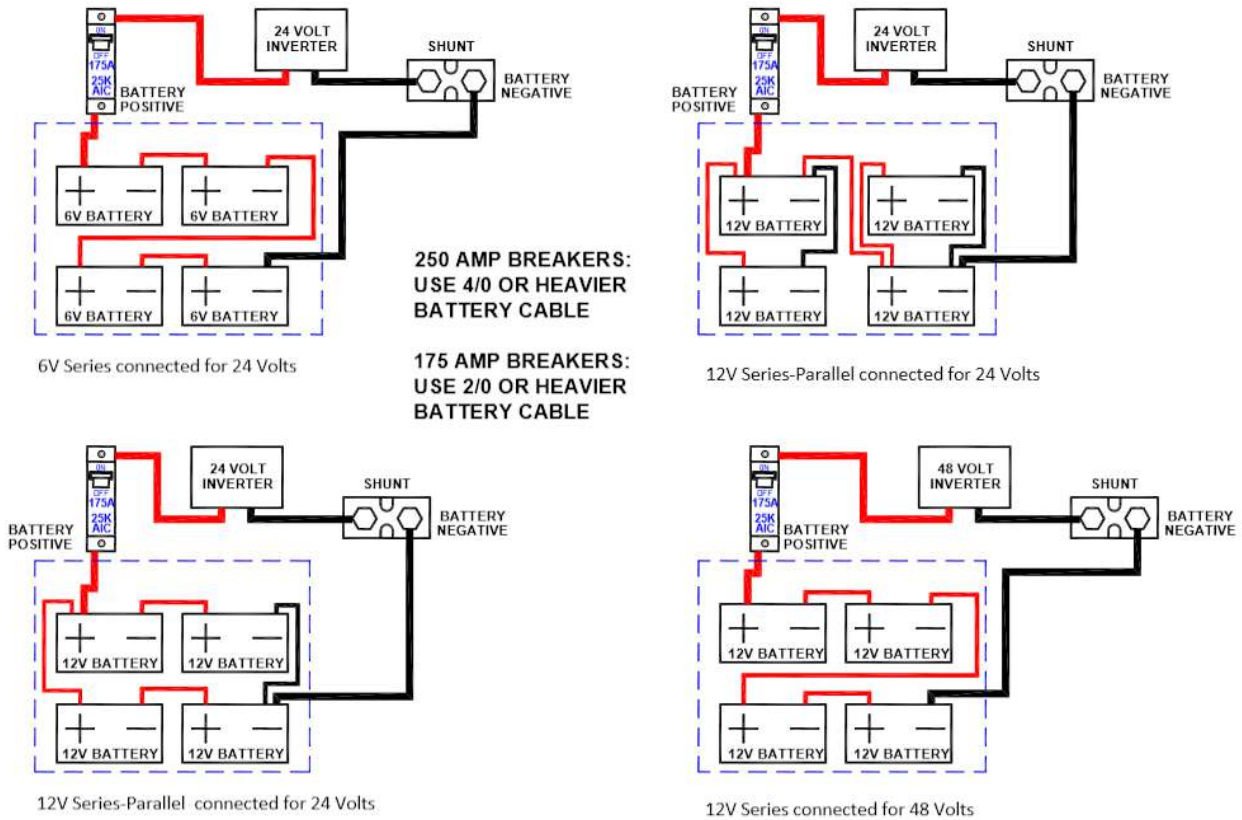 ON
OFF
175A
25K
AIC
BATTERY
POSITIVE
24 VOLT
INVERTER
SHUNT
BATTERY
NEGATIVE
6V BATTERY
6V BATTERY
6V BATTERY
6V BATTERY
6V Series connected for 24 Volts
250 AMP BREAKERS:
USE 4/0 OR HEAVIER
BATTERY CABLE
175 AMP BREAKERS:
USE 2/0 OR HEAVIER
BATTERY CABLE
ON
OFF
175A
25K
AIC
BATTERY
POSITIVE
24 VOLT
INVERTER
SHUNT
BATTERY
NEGATIVE
12V BATTERY
12V BATTERY
12V BATTERY
12V BATTERY
12V Series-Parallel connected for 24 Volts
ON
OFF
175A
25K
AIC
BATTERY
POSITIVE
24 VOLT
INVERTER
SHUNT
BATTERY
NEGATIVE
12V BATTERY
12V BATTERY
12V BATTERY
12V BATTERY
12V Series-Parallel connected for 24 Volts
ON
OFF
175A
25K
AIC
BATTERY
POSITIVE
48 VOLT
INVERTER
SHUNT
BATTERY
NEGATIVE
12V BATTERY
12V BATTERY
12V BATTERY
12V BATTERY
12V Series connected for 48 Volts